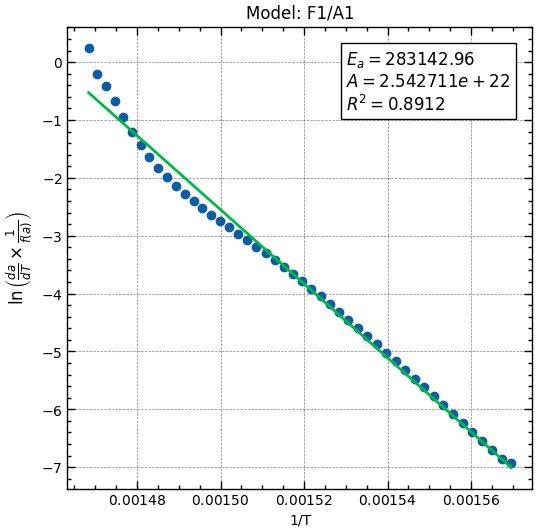 Model: F1/A1
E_a = 283142.96
A = 2.542711e + 22
R^2 = 0.8912
0
−1
−2
−3
−4
−5
−6
−7
ln (da/dT × 1/f(a))
0.00148 0.00150 0.00152 0.00154 0.00156
1/T